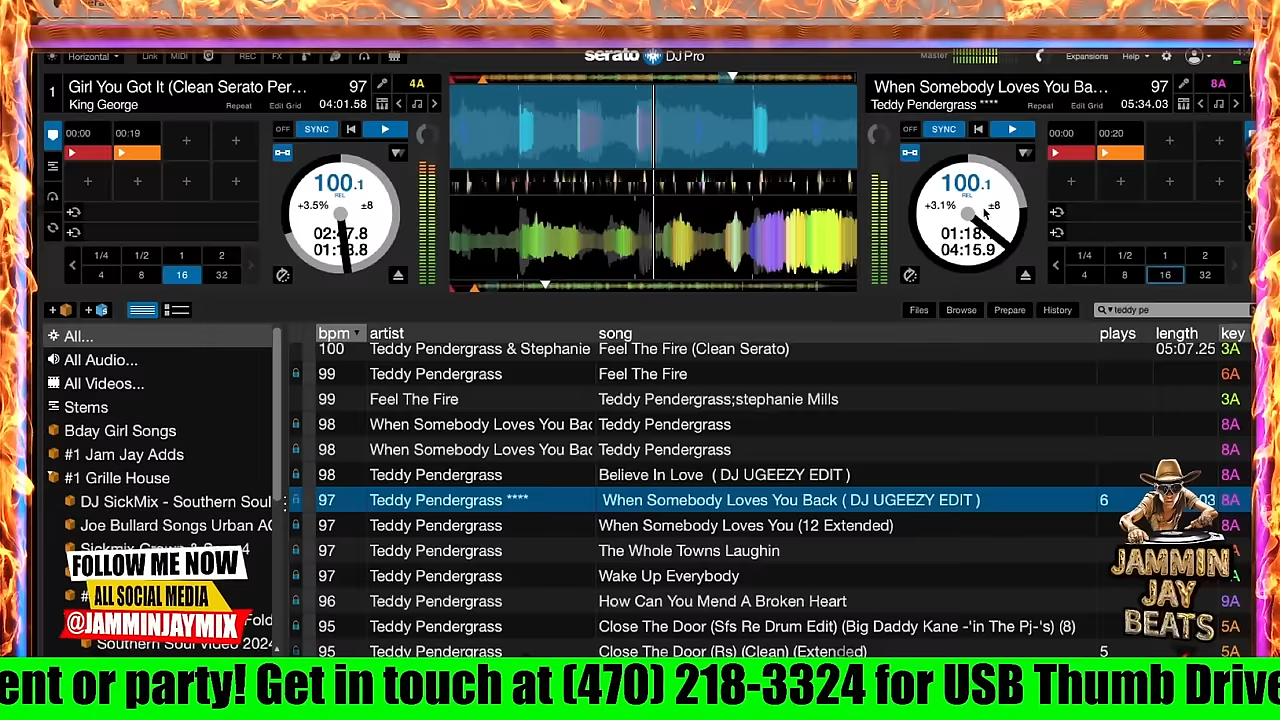 Horizontal Link MIDI REC FX serato DJ Pro Master Expansions Help
1 Girl You Got It (Clean Serato Per... 97 4A
King George Repeat Edit Grid 04:01.58
When Somebody Loves You Ba... 97 8A
Teddy Pendergrass **** Repeat Edit Grid 05:34.03
00:00 00:19 OFF SYNC
OFF SYNC 00:00 00:20
100.1
REL
+3.5% ±8
01:18.8
100.1
REL
+3.1% ±8
04:15.9
1/4 1/2 1 2
4 8 16 32
1/4 1/2 1 2
4 8 16 32
Files Browse Prepare History teddy pe
All...
All Audio...
All Videos...
Stems
Bday Girl Songs
#1 Jam Jay Adds
#1 Grille House
DJ SickMix - Southern Soul
Joe Bullard Songs Urban AC
Southern Soul Video 2024
bpm artist song plays length key
100 Teddy Pendergrass & Stephanie Feel The Fire (Clean Serato) 05:07.25 3A
99 Teddy Pendergrass Feel The Fire 6A
99 Feel The Fire Teddy Pendergrass;stephanie Mills 3A
98 When Somebody Loves You Bac Teddy Pendergrass 8A
98 When Somebody Loves You Bac Teddy Pendergrass 8A
98 Teddy Pendergrass Believe In Love ( DJ UGEEZY EDIT ) 8A
97 Teddy Pendergrass **** When Somebody Loves You Back ( DJ UGEEZY EDIT ) 6 03 8A
97 Teddy Pendergrass When Somebody Loves You (12 Extended) 8A
97 Teddy Pendergrass The Whole Towns Laughin
97 Teddy Pendergrass Wake Up Everybody
96 Teddy Pendergrass How Can You Mend A Broken Heart 9A
95 Teddy Pendergrass Close The Door (Sfs Re Drum Edit) (Big Daddy Kane -'in The Pj-'s) (8) 5A
95 Teddy Pendergrass Close The Door (Rs) (Clean) (Extended) 5 5A
FOLLOW ME NOW
ALL SOCIAL MEDIA
@JAMMINJAYMIX
JAMMIN
JAY
BEATS
ent or party! Get in touch at (470) 218-3324 for USB Thumb Drive